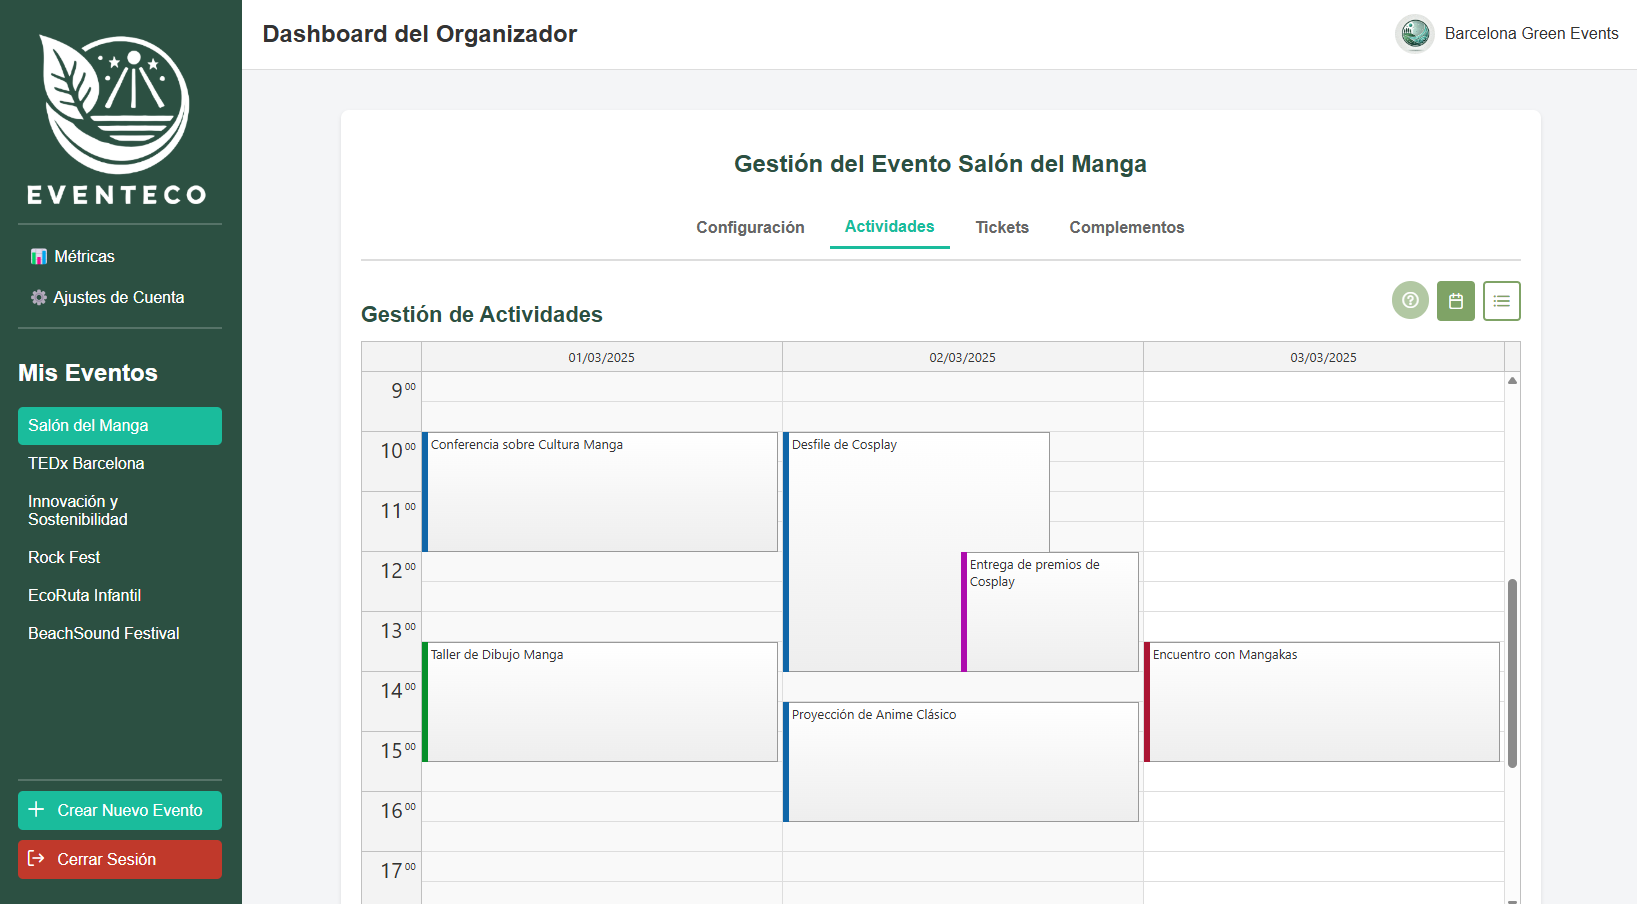 EVENTECO
Métricas
Ajustes de Cuenta
Mis Eventos
Salón del Manga
TEDx Barcelona
Innovación y
Sostenibilidad
Rock Fest
EcoRuta Infantil
BeachSound Festival
Crear Nuevo Evento
Cerrar Sesión
Dashboard del Organizador
Barcelona Green Events
Gestión del Evento Salón del Manga
Configuración Actividades Tickets Complementos
Gestión de Actividades
01/03/2025 02/03/2025 03/03/2025
9 00
10 00
Conferencia sobre Cultura Manga
Desfile de Cosplay
11 00
12 00
Entrega de premios de
Cosplay
13 00
Taller de Dibujo Manga
Encuentro con Mangakas
14 00
Proyección de Anime Clásico
15 00
16 00
17 00